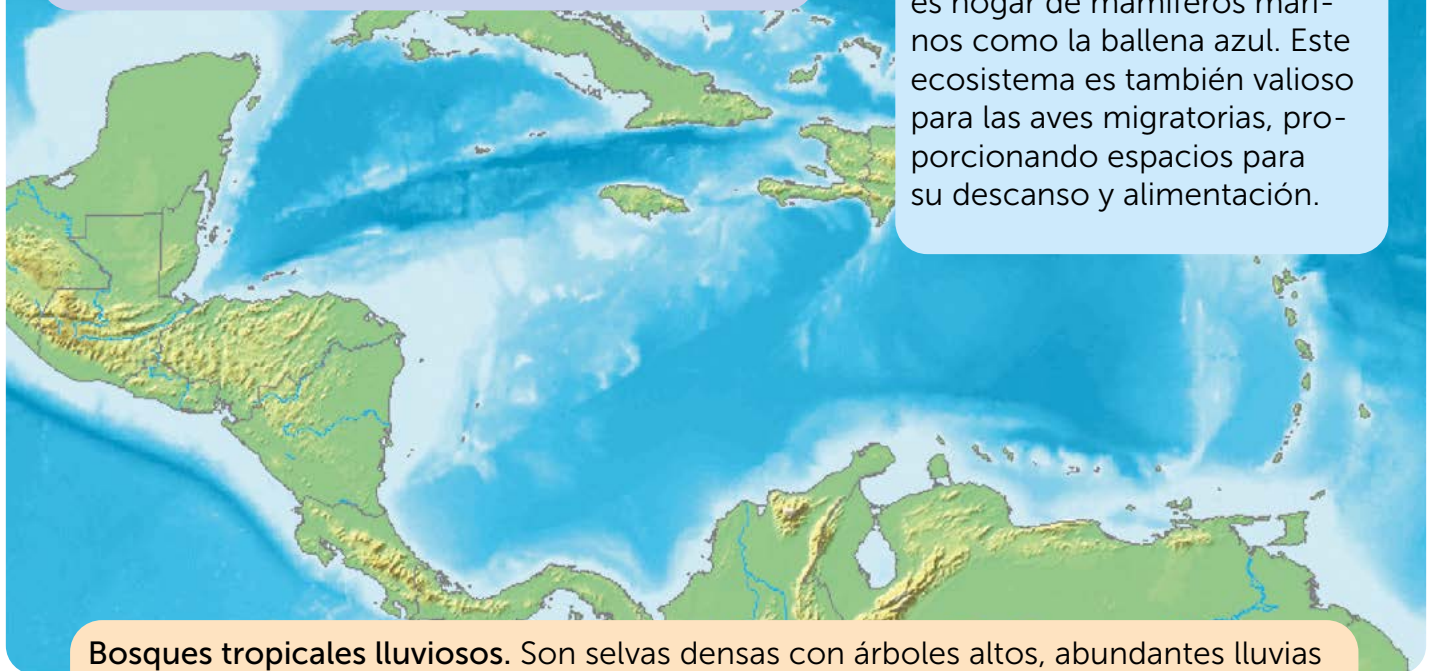 es hogar de mamíferos mari-
nos como la ballena azul. Este
ecosistema es también valioso
para las aves migratorias, pro-
porcionando espacios para
su descanso y alimentación.
Bosques tropicales lluviosos. Son selvas densas con árboles altos, abundantes lluvias